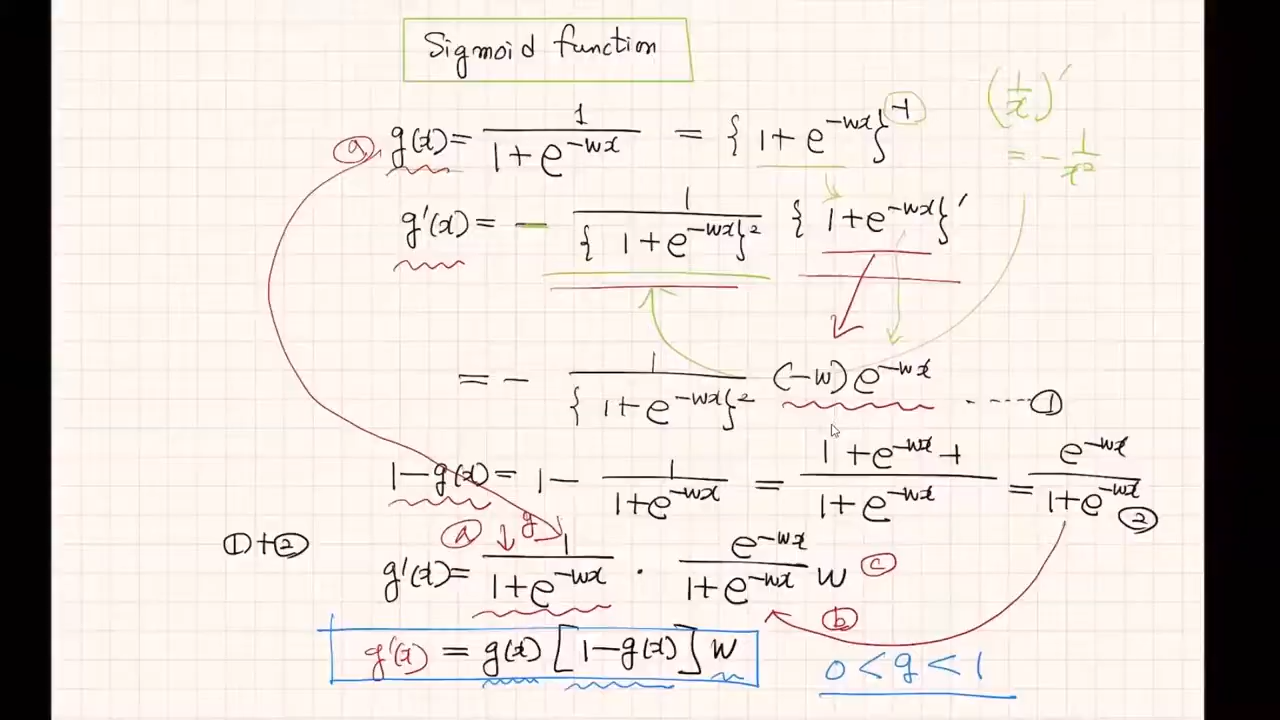 Sigmoid function
(1/x)′ = - 1/x²
ⓐ g(x) = 1/(1+e^(-wx)) = {1+e^(-wx)}^(-1)
g′(x) = - 1/{1+e^(-wx)}² {1+e^(-wx)}′
= - 1/{1+e^(-wx)}² (-w)e^(-wx) ----- ①
1-g(x) = 1 - 1/(1+e^(-wx)) = (1+e^(-wx)-1)/(1+e^(-wx)) = e^(-wx)/(1+e^(-wx)) ②
①+② ⓐ g
g′(x) = 1/(1+e^(-wx)) · e^(-wx)/(1+e^(-wx)) w ⓒ
ⓑ
g′(x) = g(x) [1-g(x)] w
0 < g < 1